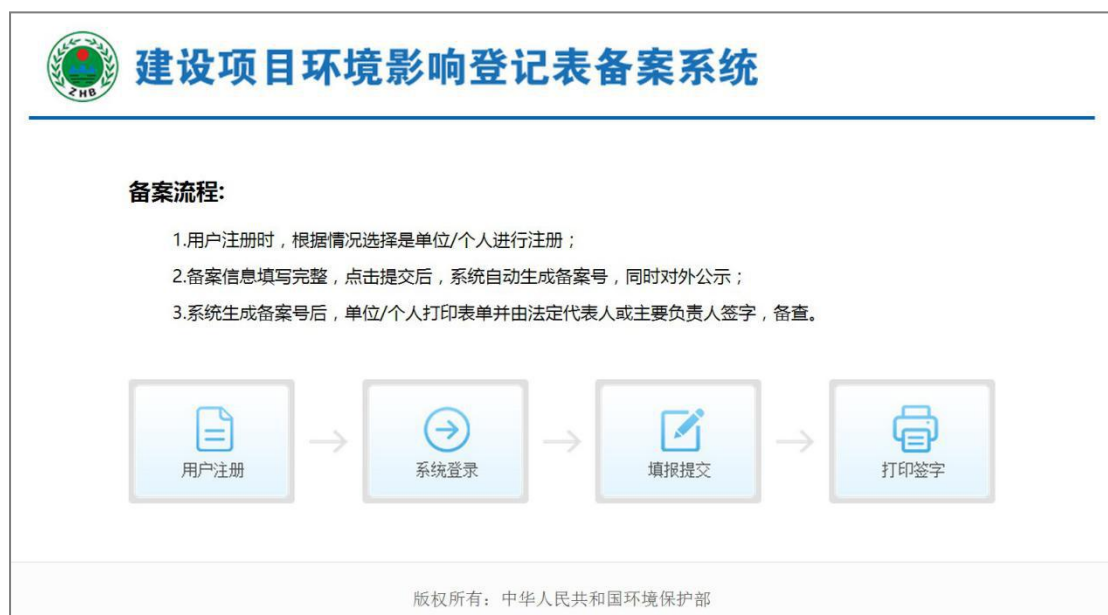 ZHB
建设项目环境影响登记表备案系统
备案流程:
1.用户注册时，根据情况选择是单位/个人进行注册；
2.备案信息填写完整，点击提交后，系统自动生成备案号，同时对外公示；
3.系统生成备案号后，单位/个人打印表单并由法定代表人或主要负责人签字，备查。
用户注册
系统登录
填报提交
打印签字
版权所有：中华人民共和国环境保护部